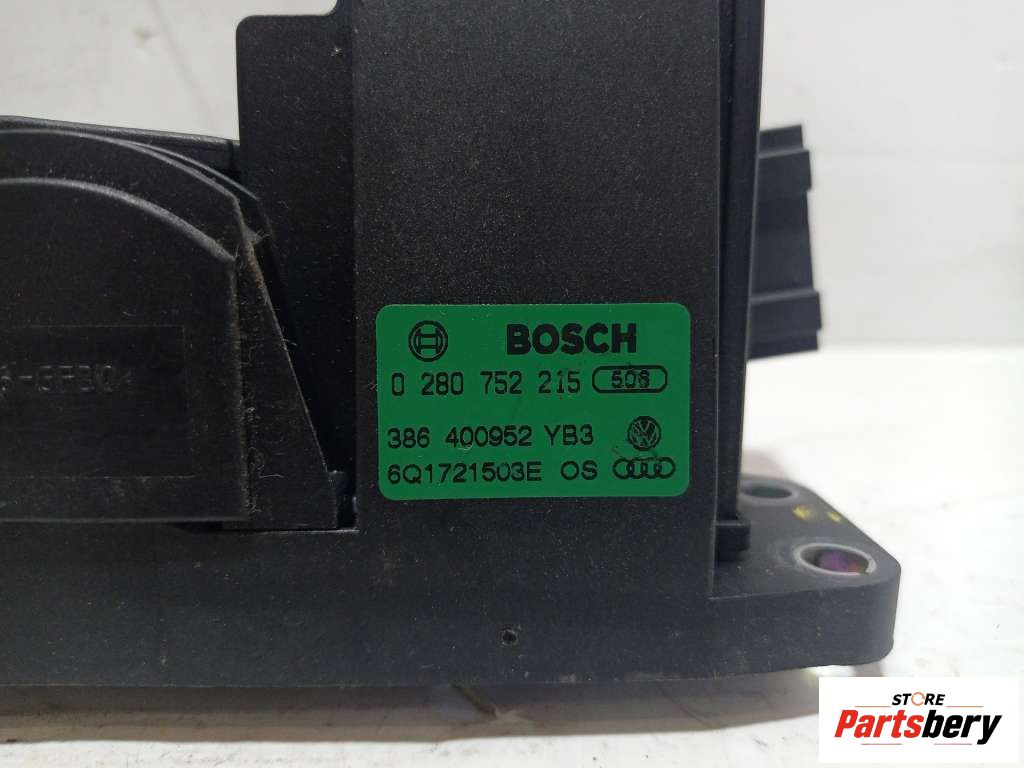 BOSCH
0 280 752 215 506
386 400952 YB3
6Q1721503E OS
STORE
Partsbery